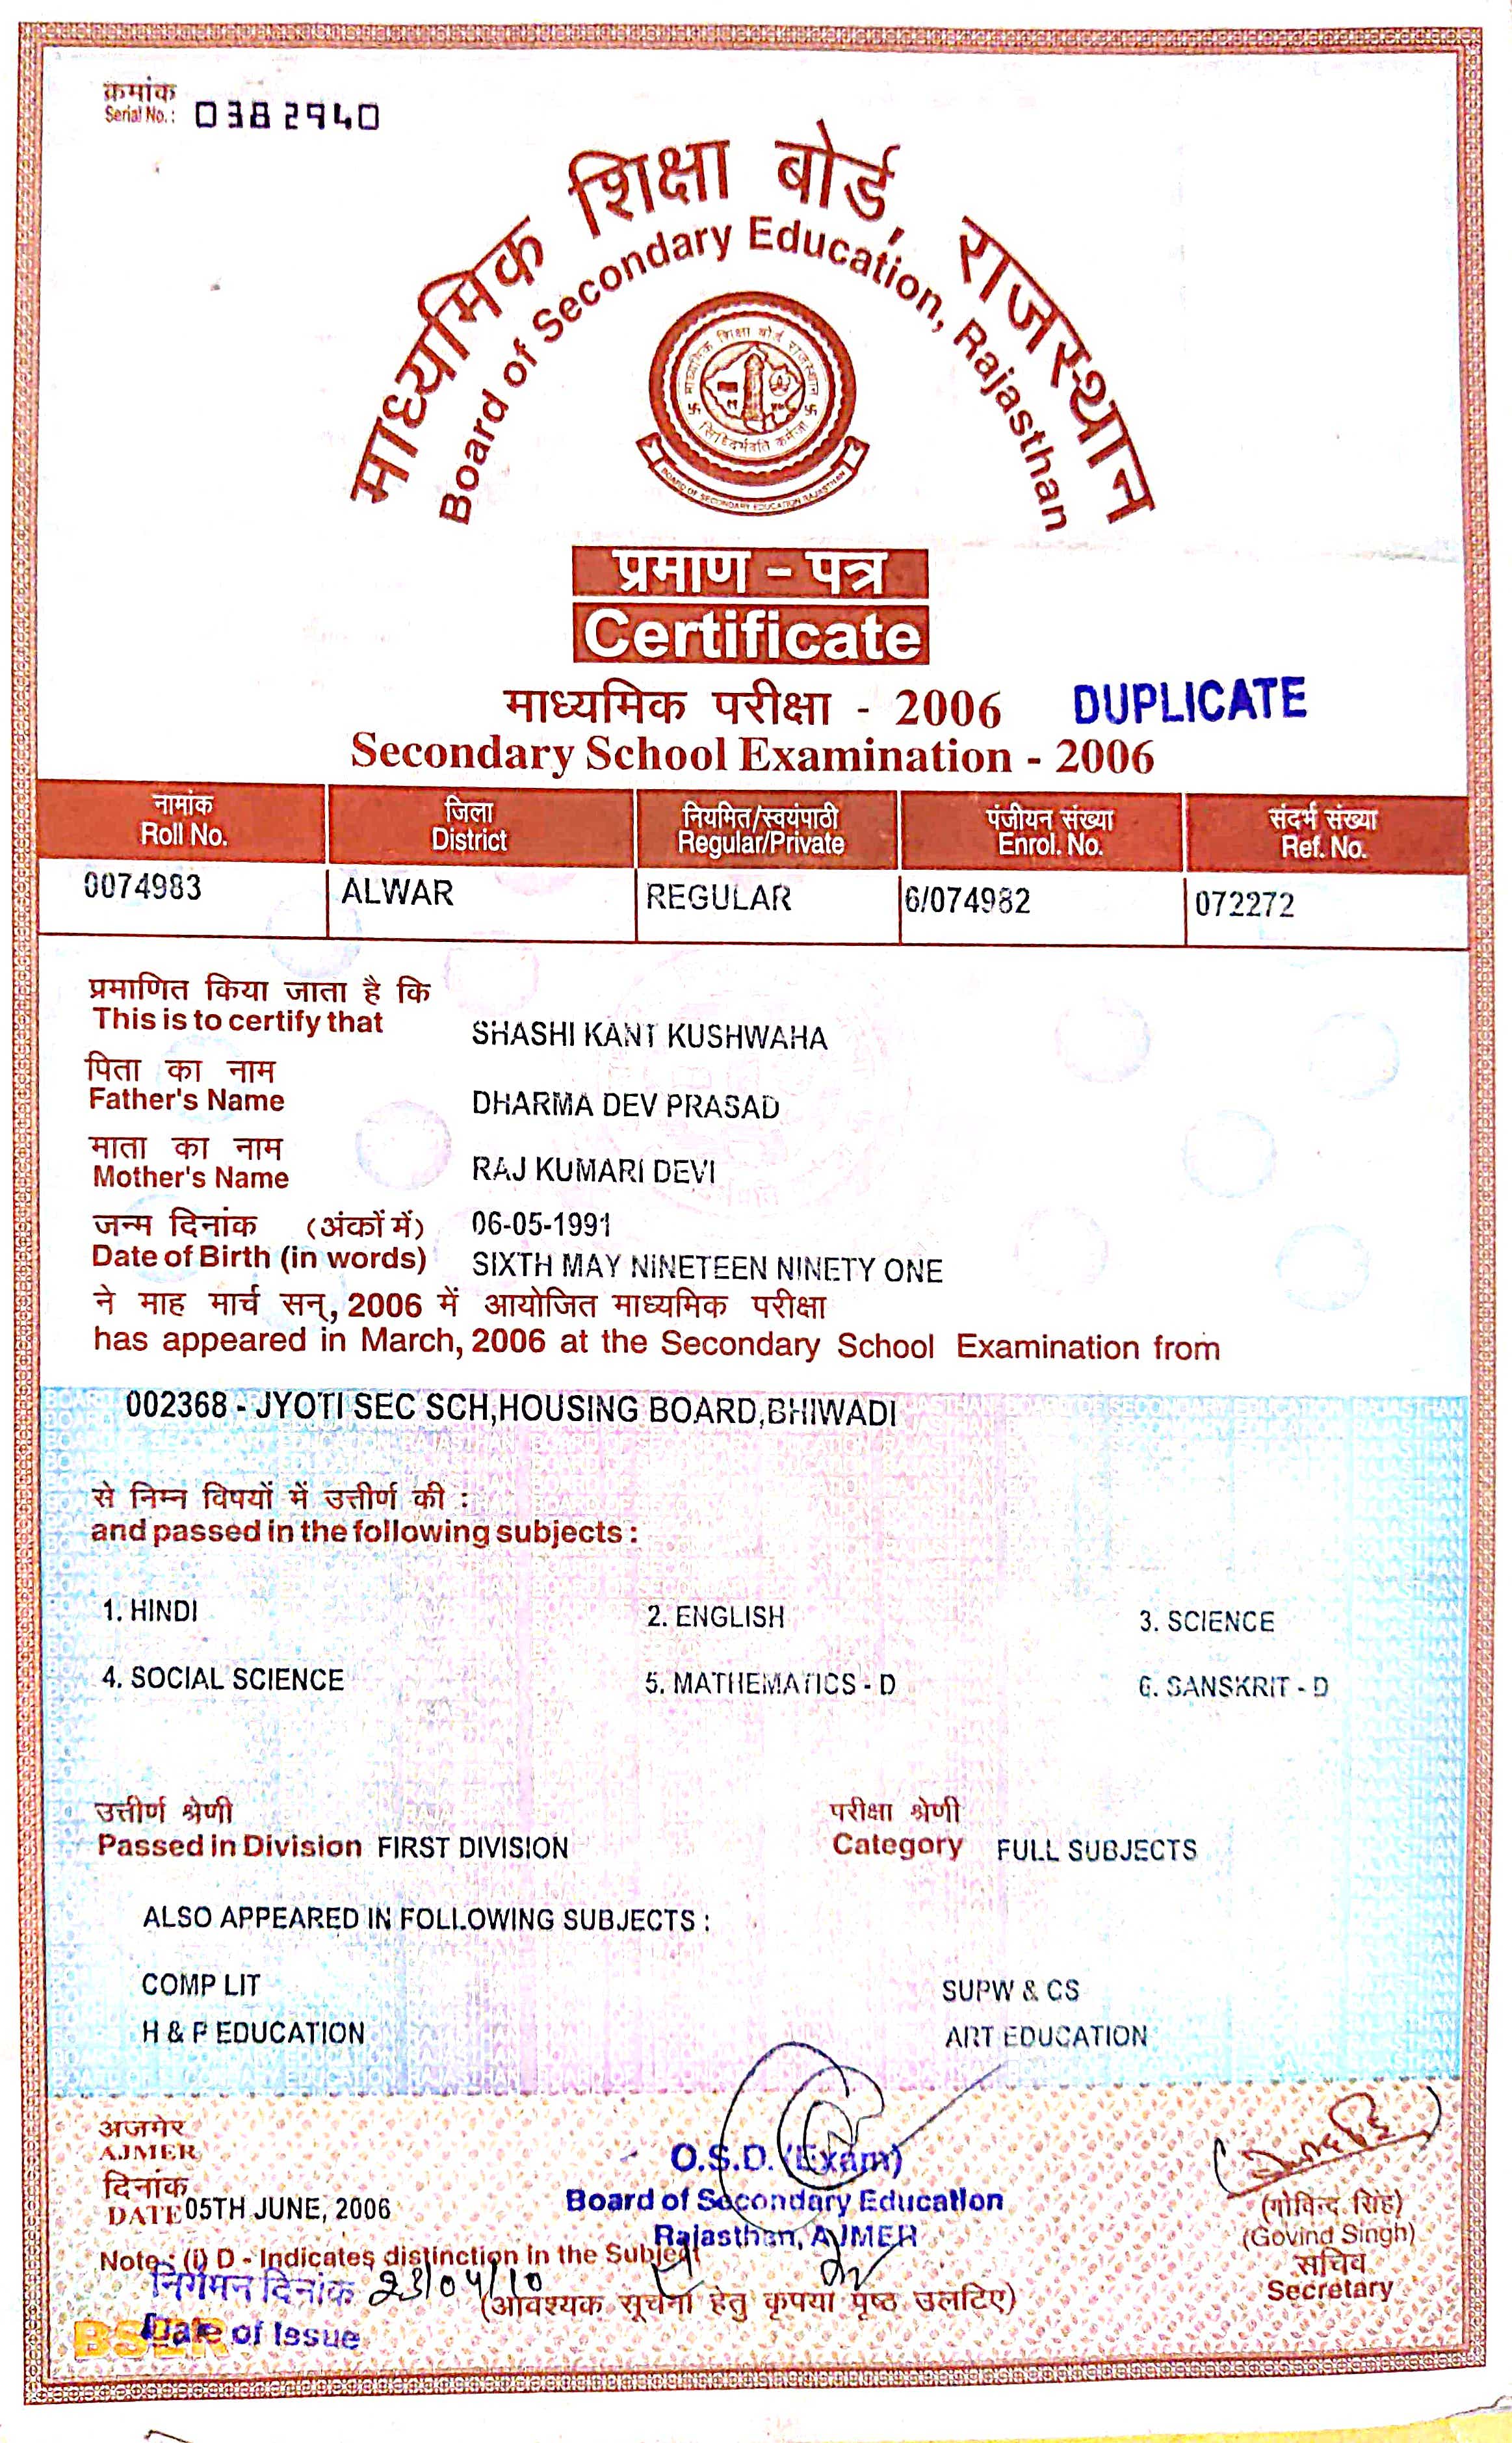 क्रमांक
Serial No.: 0382940
माध्यमिक शिक्षा बोर्ड, राजस्थान
Board of Secondary Education, Rajasthan
माध्यमिक शिक्षा बोर्ड राजस्थान
BOARD OF SECONDARY EDUCATION RAJASTHAN
प्रमाण - पत्र
Certificate
माध्यमिक परीक्षा - 2006 DUPLICATE
Secondary School Examination - 2006
नामांक जिला नियमित/स्वयंपाठी पंजीयन संख्या संदर्भ संख्या
Roll No. District Regular/Private Enrol. No. Ref. No.
0074983 ALWAR REGULAR 6/074982 072272
प्रमाणित किया जाता है कि
This is to certify that SHASHI KANT KUSHWAHA
पिता का नाम
Father's Name DHARMA DEV PRASAD
माता का नाम
Mother's Name RAJ KUMARI DEVI
जन्म दिनांक (अंकों में) 06-05-1991
Date of Birth (in words) SIXTH MAY NINETEEN NINETY ONE
ने माह मार्च सन्, 2006 में आयोजित माध्यमिक परीक्षा
has appeared in March, 2006 at the Secondary School Examination from
002368 - JYOTI SEC SCH,HOUSING BOARD,BHIWADI
से निम्न विषयों में उत्तीर्ण की :
and passed in the following subjects :
1. HINDI 2. ENGLISH 3. SCIENCE
4. SOCIAL SCIENCE 5. MATHEMATICS - D 6. SANSKRIT - D
उत्तीर्ण श्रेणी परीक्षा श्रेणी
Passed in Division FIRST DIVISION Category FULL SUBJECTS
ALSO APPEARED IN FOLLOWING SUBJECTS :
COMP LIT SUPW & CS
H & P EDUCATION ART EDUCATION
अजमेर
AJMER
दिनांक
DATE 05TH JUNE, 2006
O.S.D. (Exam)
Board of Secondary Education
Rajasthan, AJMER
(गोविन्द सिंह)
(Govind Singh)
सचिव
Secretary
Note : (i) D - Indicates distinction in the Subject
निर्गमन दिनांक 23/04/10
(आवश्यक सूचना हेतु कृपया पृष्ठ उलटिए)
Date of Issue
BSER